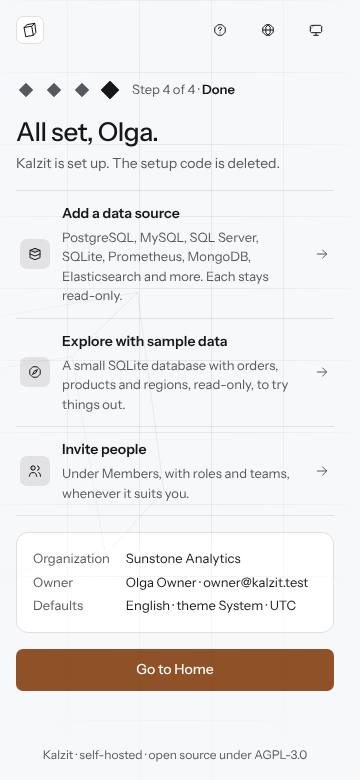 Step 4 of 4 · Done
All set, Olga.
Kalzit is set up. The setup code is deleted.
Add a data source
PostgreSQL, MySQL, SQL Server,
SQLite, Prometheus, MongoDB,
Elasticsearch and more. Each stays
read-only.
Explore with sample data
A small SQLite database with orders,
products and regions, read-only, to try
things out.
Invite people
Under Members, with roles and teams,
whenever it suits you.
Organization Sunstone Analytics
Owner Olga Owner · owner@kalzit.test
Defaults English · theme System · UTC
Go to Home
Kalzit · self-hosted · open source under AGPL-3.0